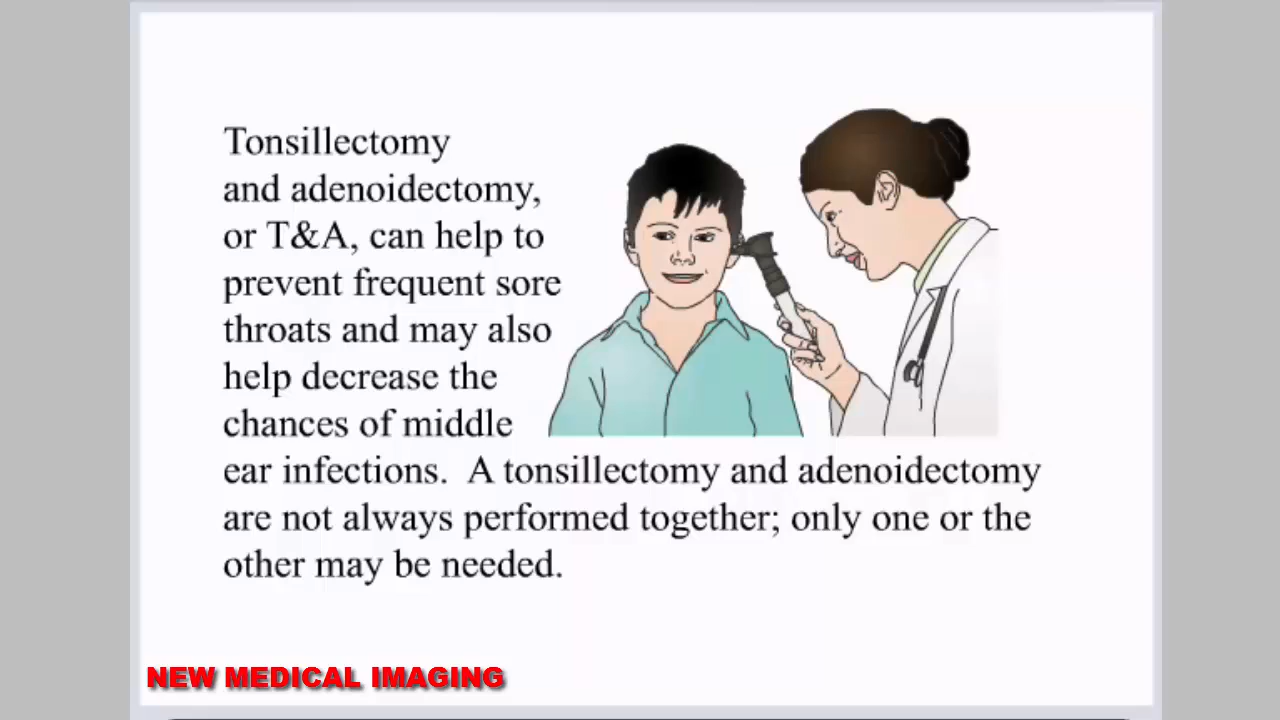 Tonsillectomy
and adenoidectomy,
or T&A, can help to
prevent frequent sore
throats and may also
help decrease the
chances of middle
ear infections.  A tonsillectomy and adenoidectomy
are not always performed together; only one or the
other may be needed.
NEW MEDICAL IMAGING